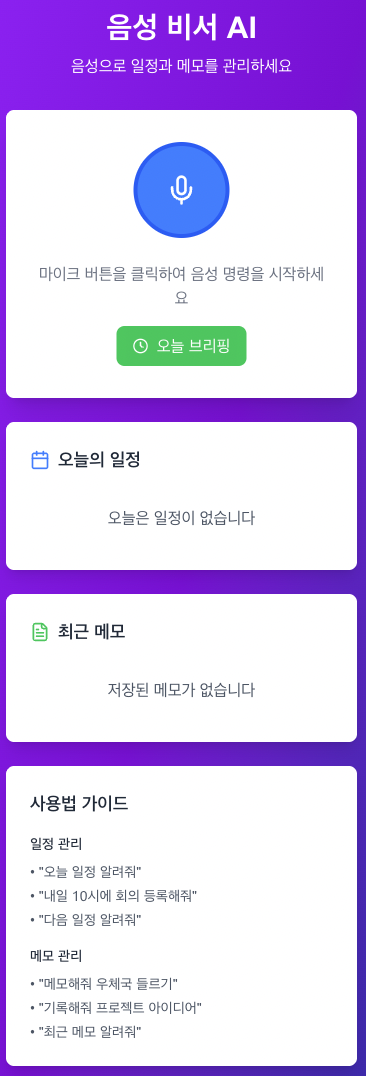 음성 비서 AI
음성으로 일정과 메모를 관리하세요
마이크 버튼을 클릭하여 음성 명령을 시작하세
요
오늘 브리핑
오늘의 일정
오늘은 일정이 없습니다
최근 메모
저장된 메모가 없습니다
사용법 가이드
일정 관리
• "오늘 일정 알려줘"
• "내일 10시에 회의 등록해줘"
• "다음 일정 알려줘"
메모 관리
• "메모해줘 우체국 들르기"
• "기록해줘 프로젝트 아이디어"
• "최근 메모 알려줘"